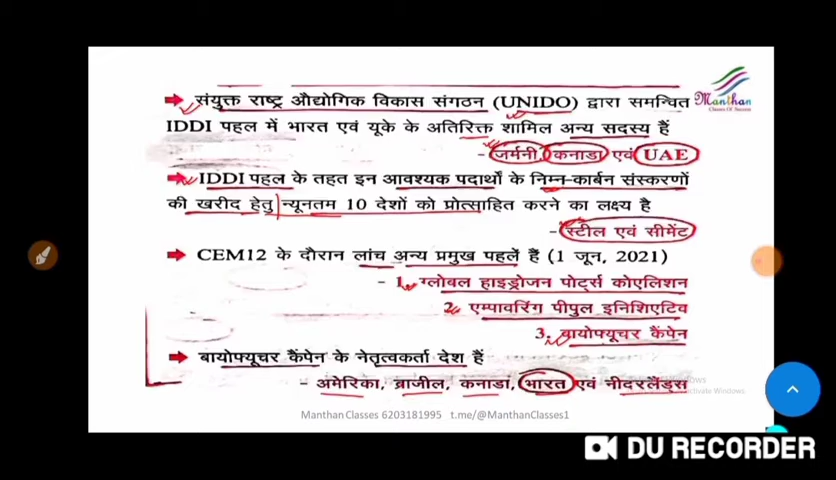 Manthan
संयुक्त राष्ट्र औद्योगिक विकास संगठन (UNIDO) द्वारा समन्वित
IDDI पहल में भारत एवं यूके के अतिरिक्त शामिल अन्य सदस्य हैं
- जर्मनी, कनाडा एवं UAE
IDDI पहल के तहत इन आवश्यक पदार्थों के निम्न-कार्बन संस्करणों
की खरीद हेतु न्यूनतम 10 देशों को प्रोत्साहित करने का लक्ष्य है
- स्टील एवं सीमेंट
CEM12 के दौरान लांच अन्य प्रमुख पहलें हैं (1 जून, 2021)
- 1. ग्लोबल हाइड्रोजन पोर्ट्स कोएलिशन
2. एम्पावरिंग पीपुल इनिशिएटिव
3. बायोफ्यूचर कैंपेन
बायोफ्यूचर कैंपेन के नेतृत्वकर्ता देश हैं
- अमेरिका, ब्राजील, कनाडा, भारत एवं नीदरलैंड्स
Manthan Classes 6203181995 t.me/@ManthanClasses1
DU RECORDER